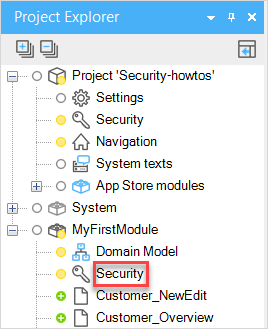 Project Explorer
Project 'Security-howtos'
Settings
Security
Navigation
System texts
App Store modules
System
MyFirstModule
Domain Model
Security
Customer_NewEdit
Customer_Overview